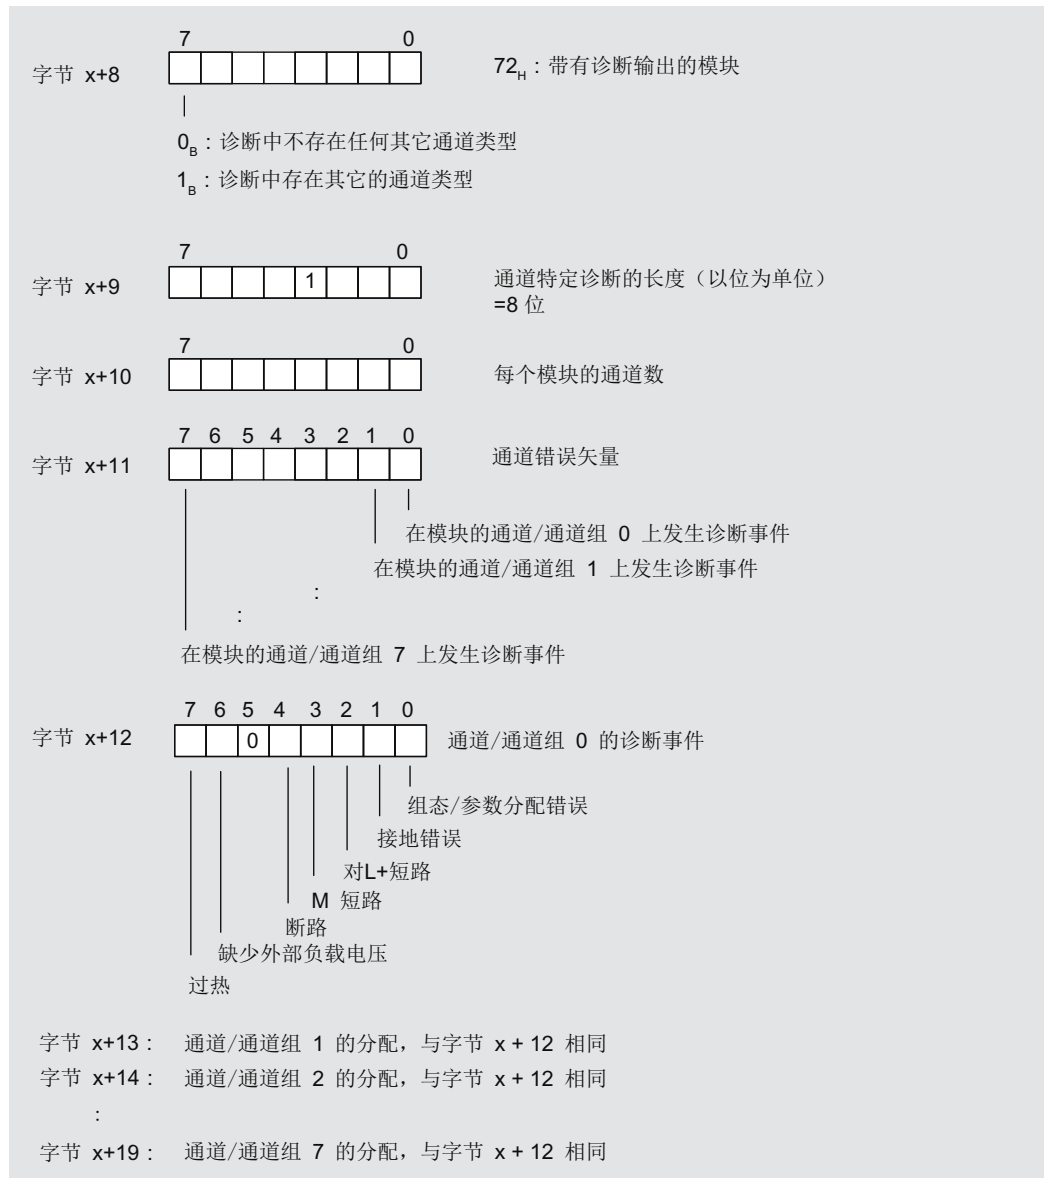 7 0
字节 x+8
72H：带有诊断输出的模块
0B：诊断中不存在任何其它通道类型
1B：诊断中存在其它的通道类型
7 0
字节 x+9 1
通道特定诊断的长度（以位为单位）
=8 位
7 0
字节 x+10
每个模块的通道数
7 6 5 4 3 2 1 0
字节 x+11
通道错误矢量
在模块的通道/通道组 0 上发生诊断事件
在模块的通道/通道组 1 上发生诊断事件
:
:
在模块的通道/通道组 7 上发生诊断事件
7 6 5 4 3 2 1 0
字节 x+12 0 通道/通道组 0 的诊断事件
组态/参数分配错误
接地错误
对L+短路
M 短路
断路
缺少外部负载电压
过热
字节 x+13： 通道/通道组 1 的分配，与字节 x + 12 相同
字节 x+14： 通道/通道组 2 的分配，与字节 x + 12 相同
:
字节 x+19： 通道/通道组 7 的分配，与字节 x + 12 相同